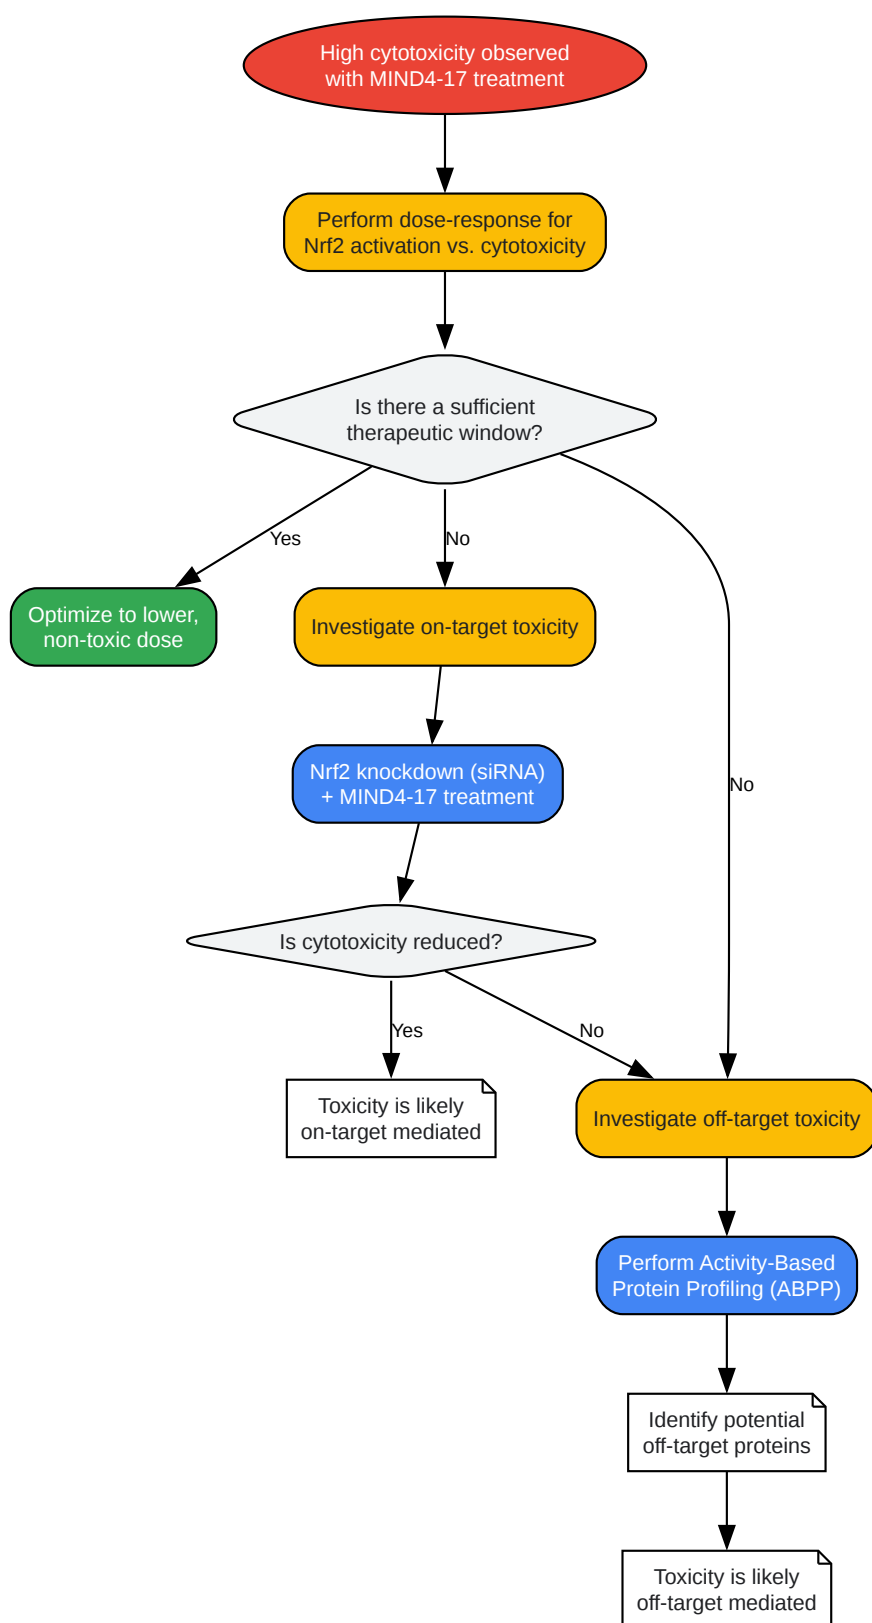 High cytotoxicity observed
with MIND4-17 treatment
Perform dose-response for
Nrf2 activation vs. cytotoxicity
Is there a sufficient
therapeutic window?
Yes
No
Optimize to lower,
non-toxic dose
Investigate on-target toxicity
Nrf2 knockdown (siRNA)
+ MIND4-17 treatment
No
Is cytotoxicity reduced?
Yes
No
Toxicity is likely
on-target mediated
Investigate off-target toxicity
Perform Activity-Based
Protein Profiling (ABPP)
Identify potential
off-target proteins
Toxicity is likely
off-target mediated